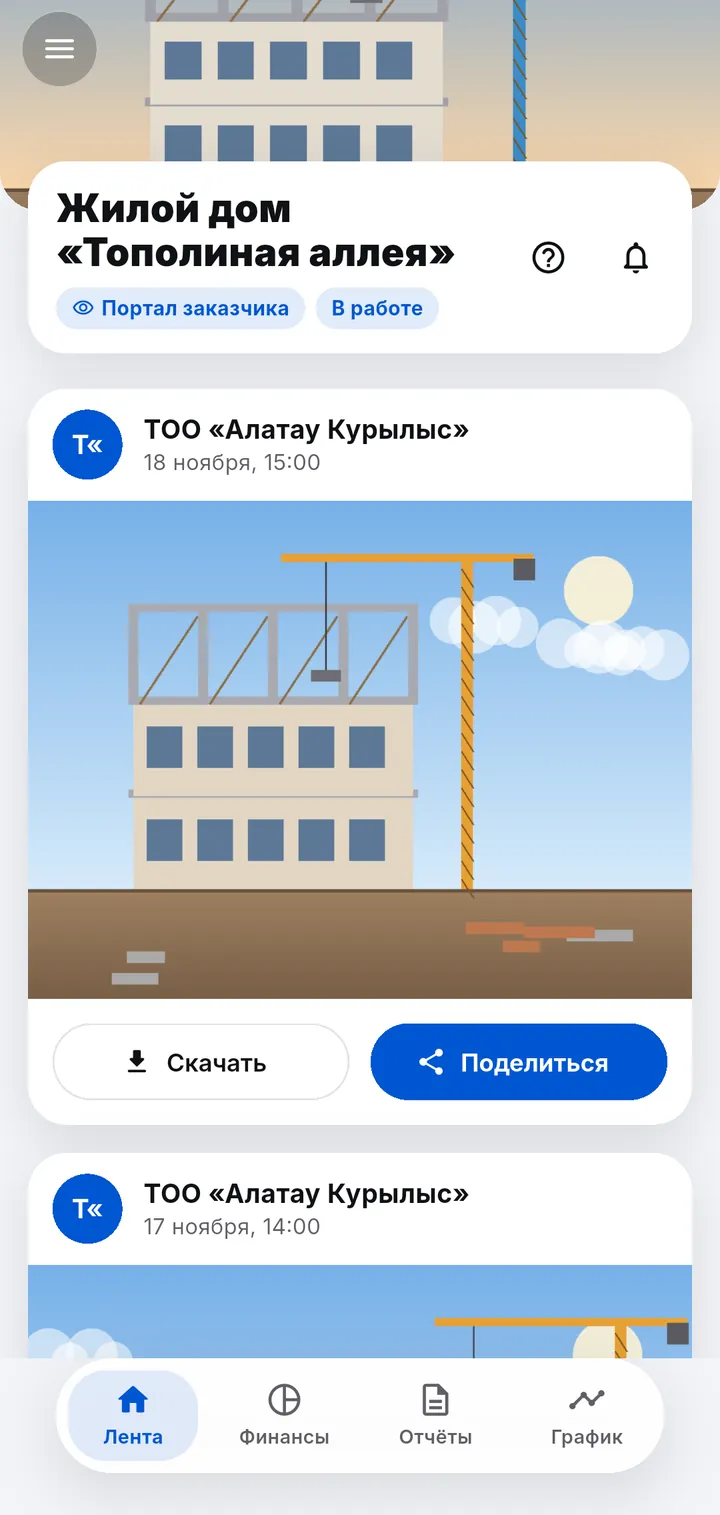 Жилой дом
«Тополиная аллея»
Портал заказчика
В работе
Т«
ТОО «Алатау Курылыс»
18 ноября, 15:00
Скачать
Поделиться
Т«
ТОО «Алатау Курылыс»
17 ноября, 14:00
Лента
Финансы
Отчёты
График